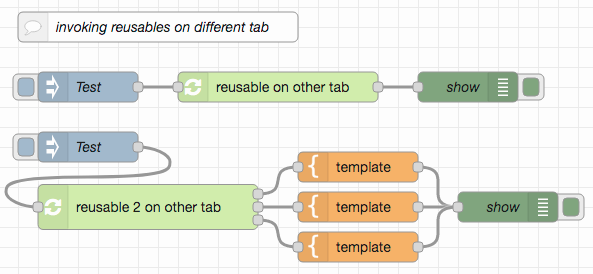 invoking reusables on different tab
Test
reusable on other tab
show
Test
reusable 2 on other tab
template
template
template
show